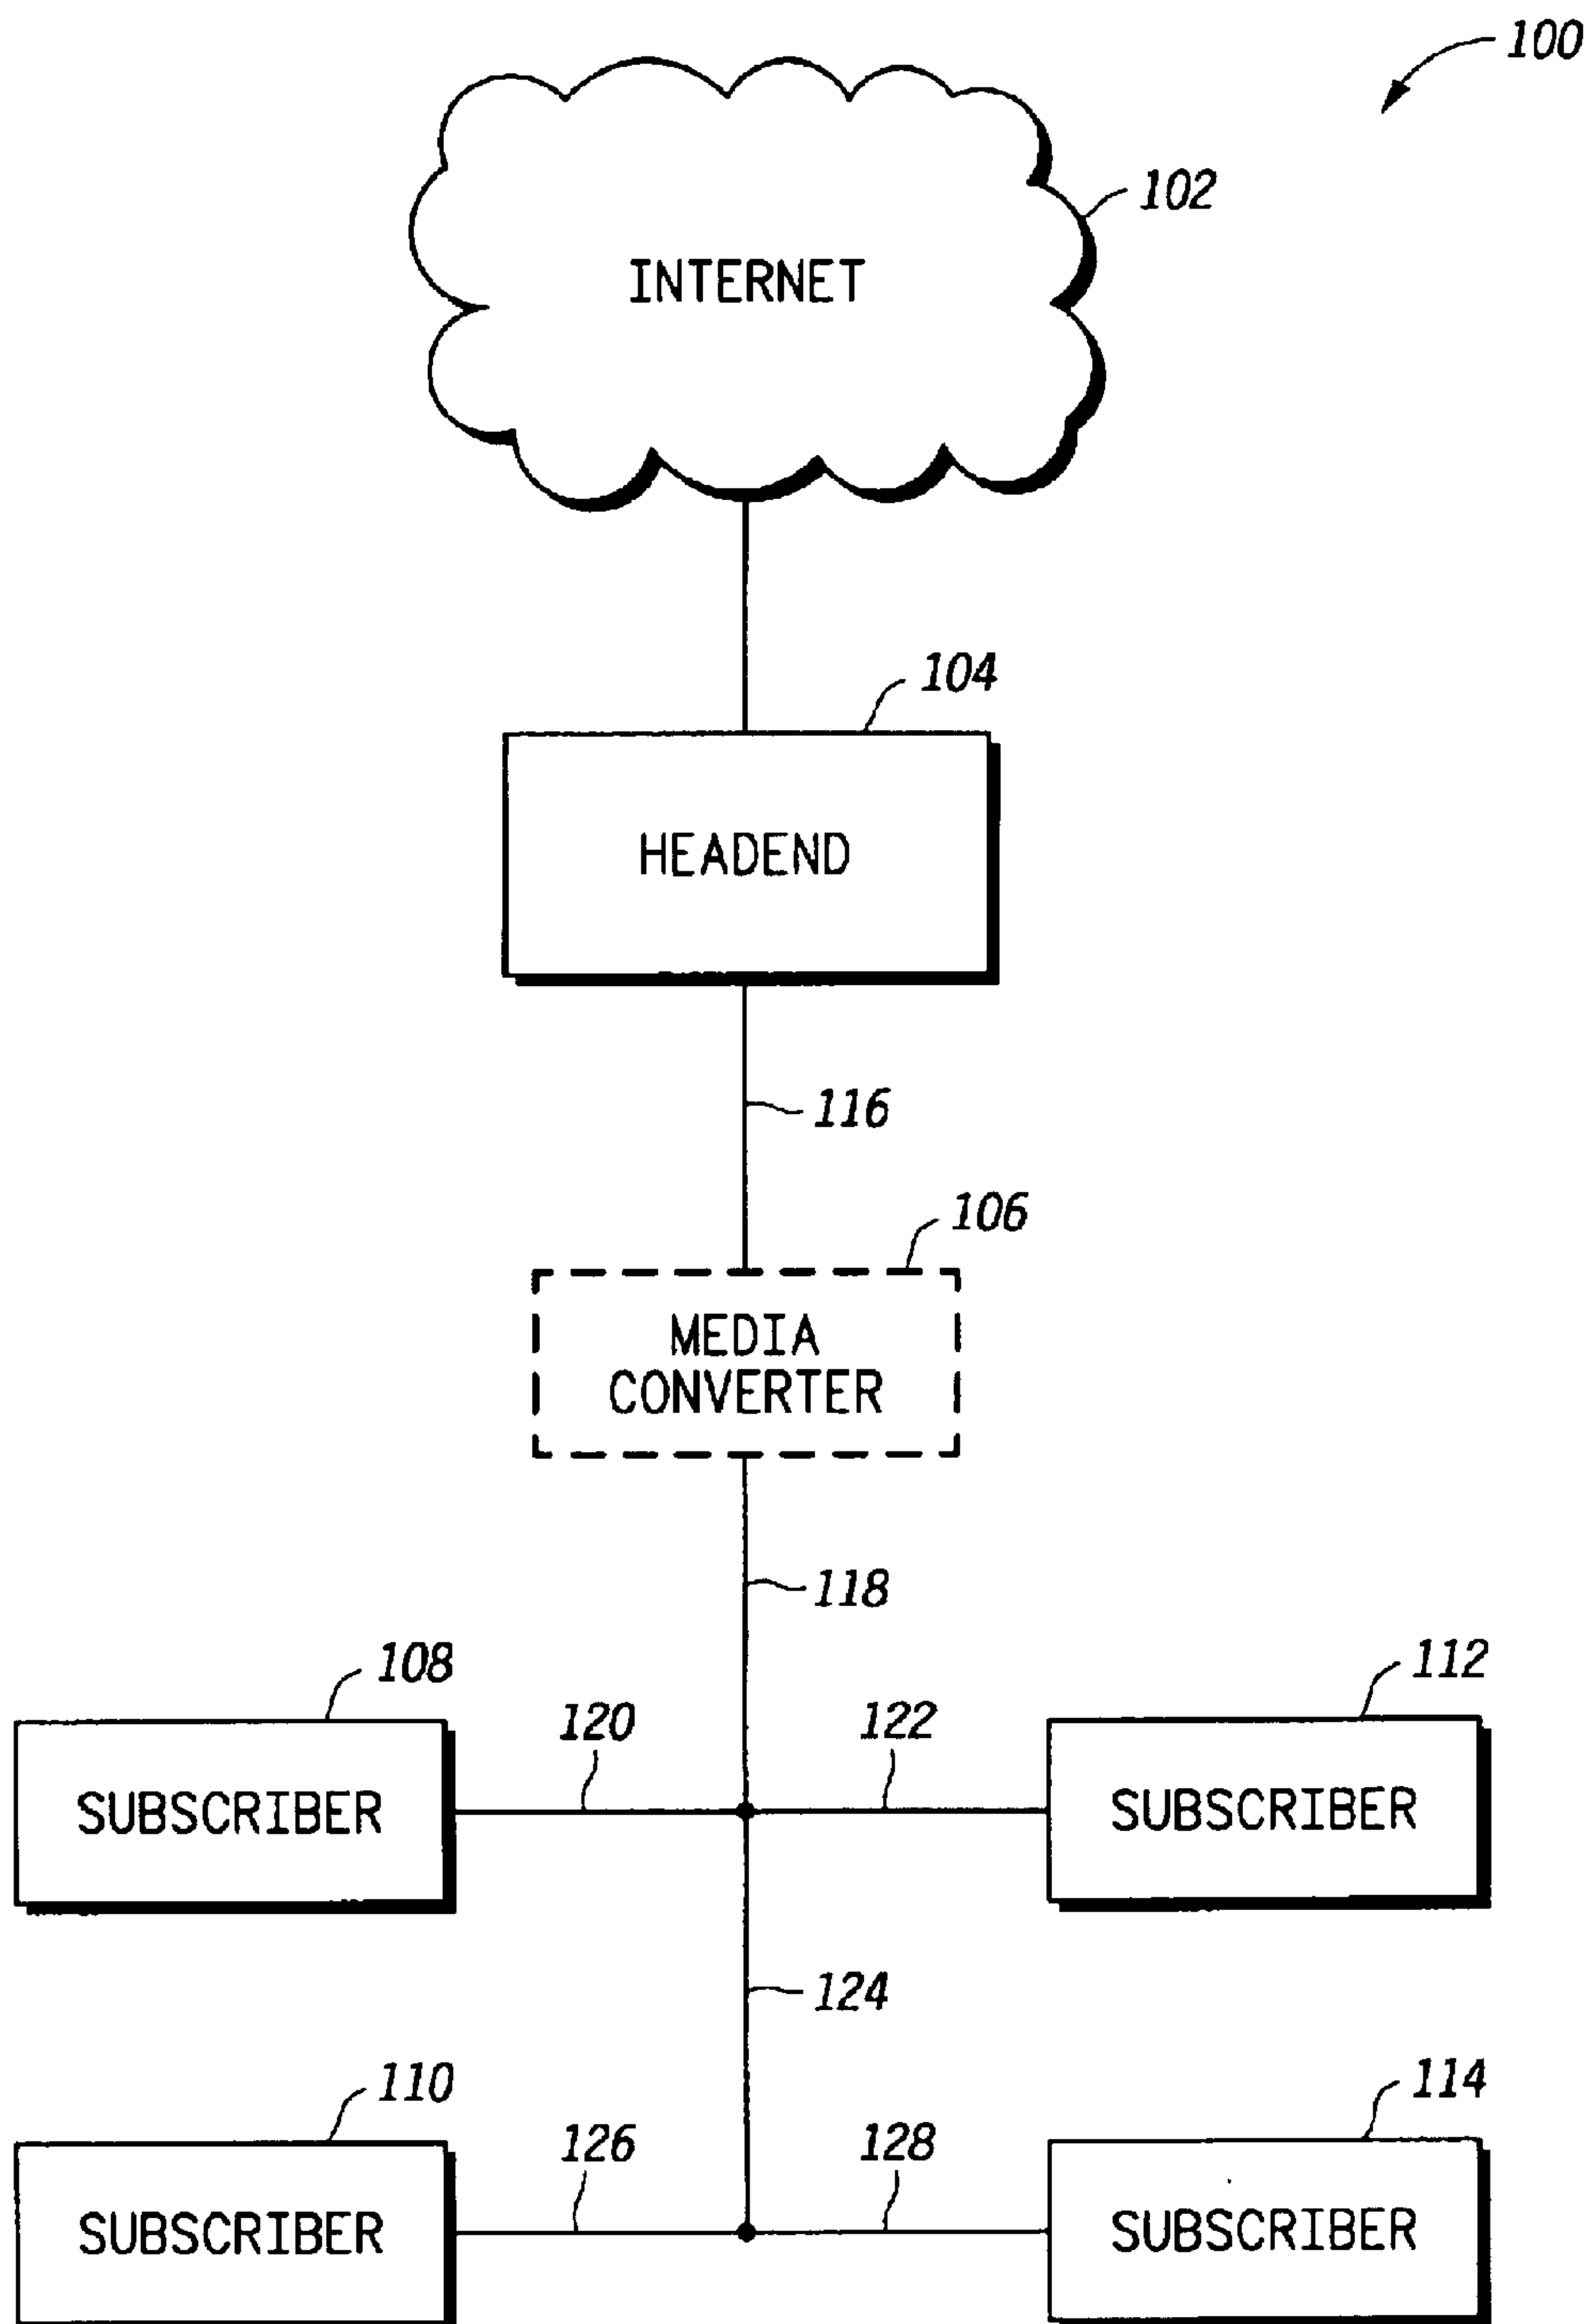 100
102
INTERNET
104
HEADEND
116
106
MEDIA
CONVERTER
118
108
112
120
122
SUBSCRIBER
SUBSCRIBER
124
110
114
126
128
SUBSCRIBER
SUBSCRIBER